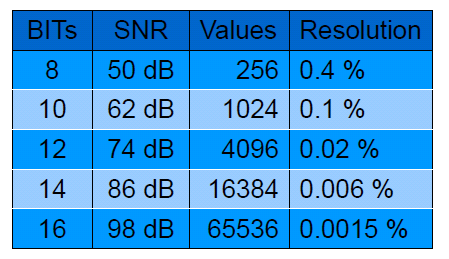 BITs SNR Values Resolution
8 50 dB 256 0.4 %
10 62 dB 1024 0.1 %
12 74 dB 4096 0.02 %
14 86 dB 16384 0.006 %
16 98 dB 65536 0.0015 %